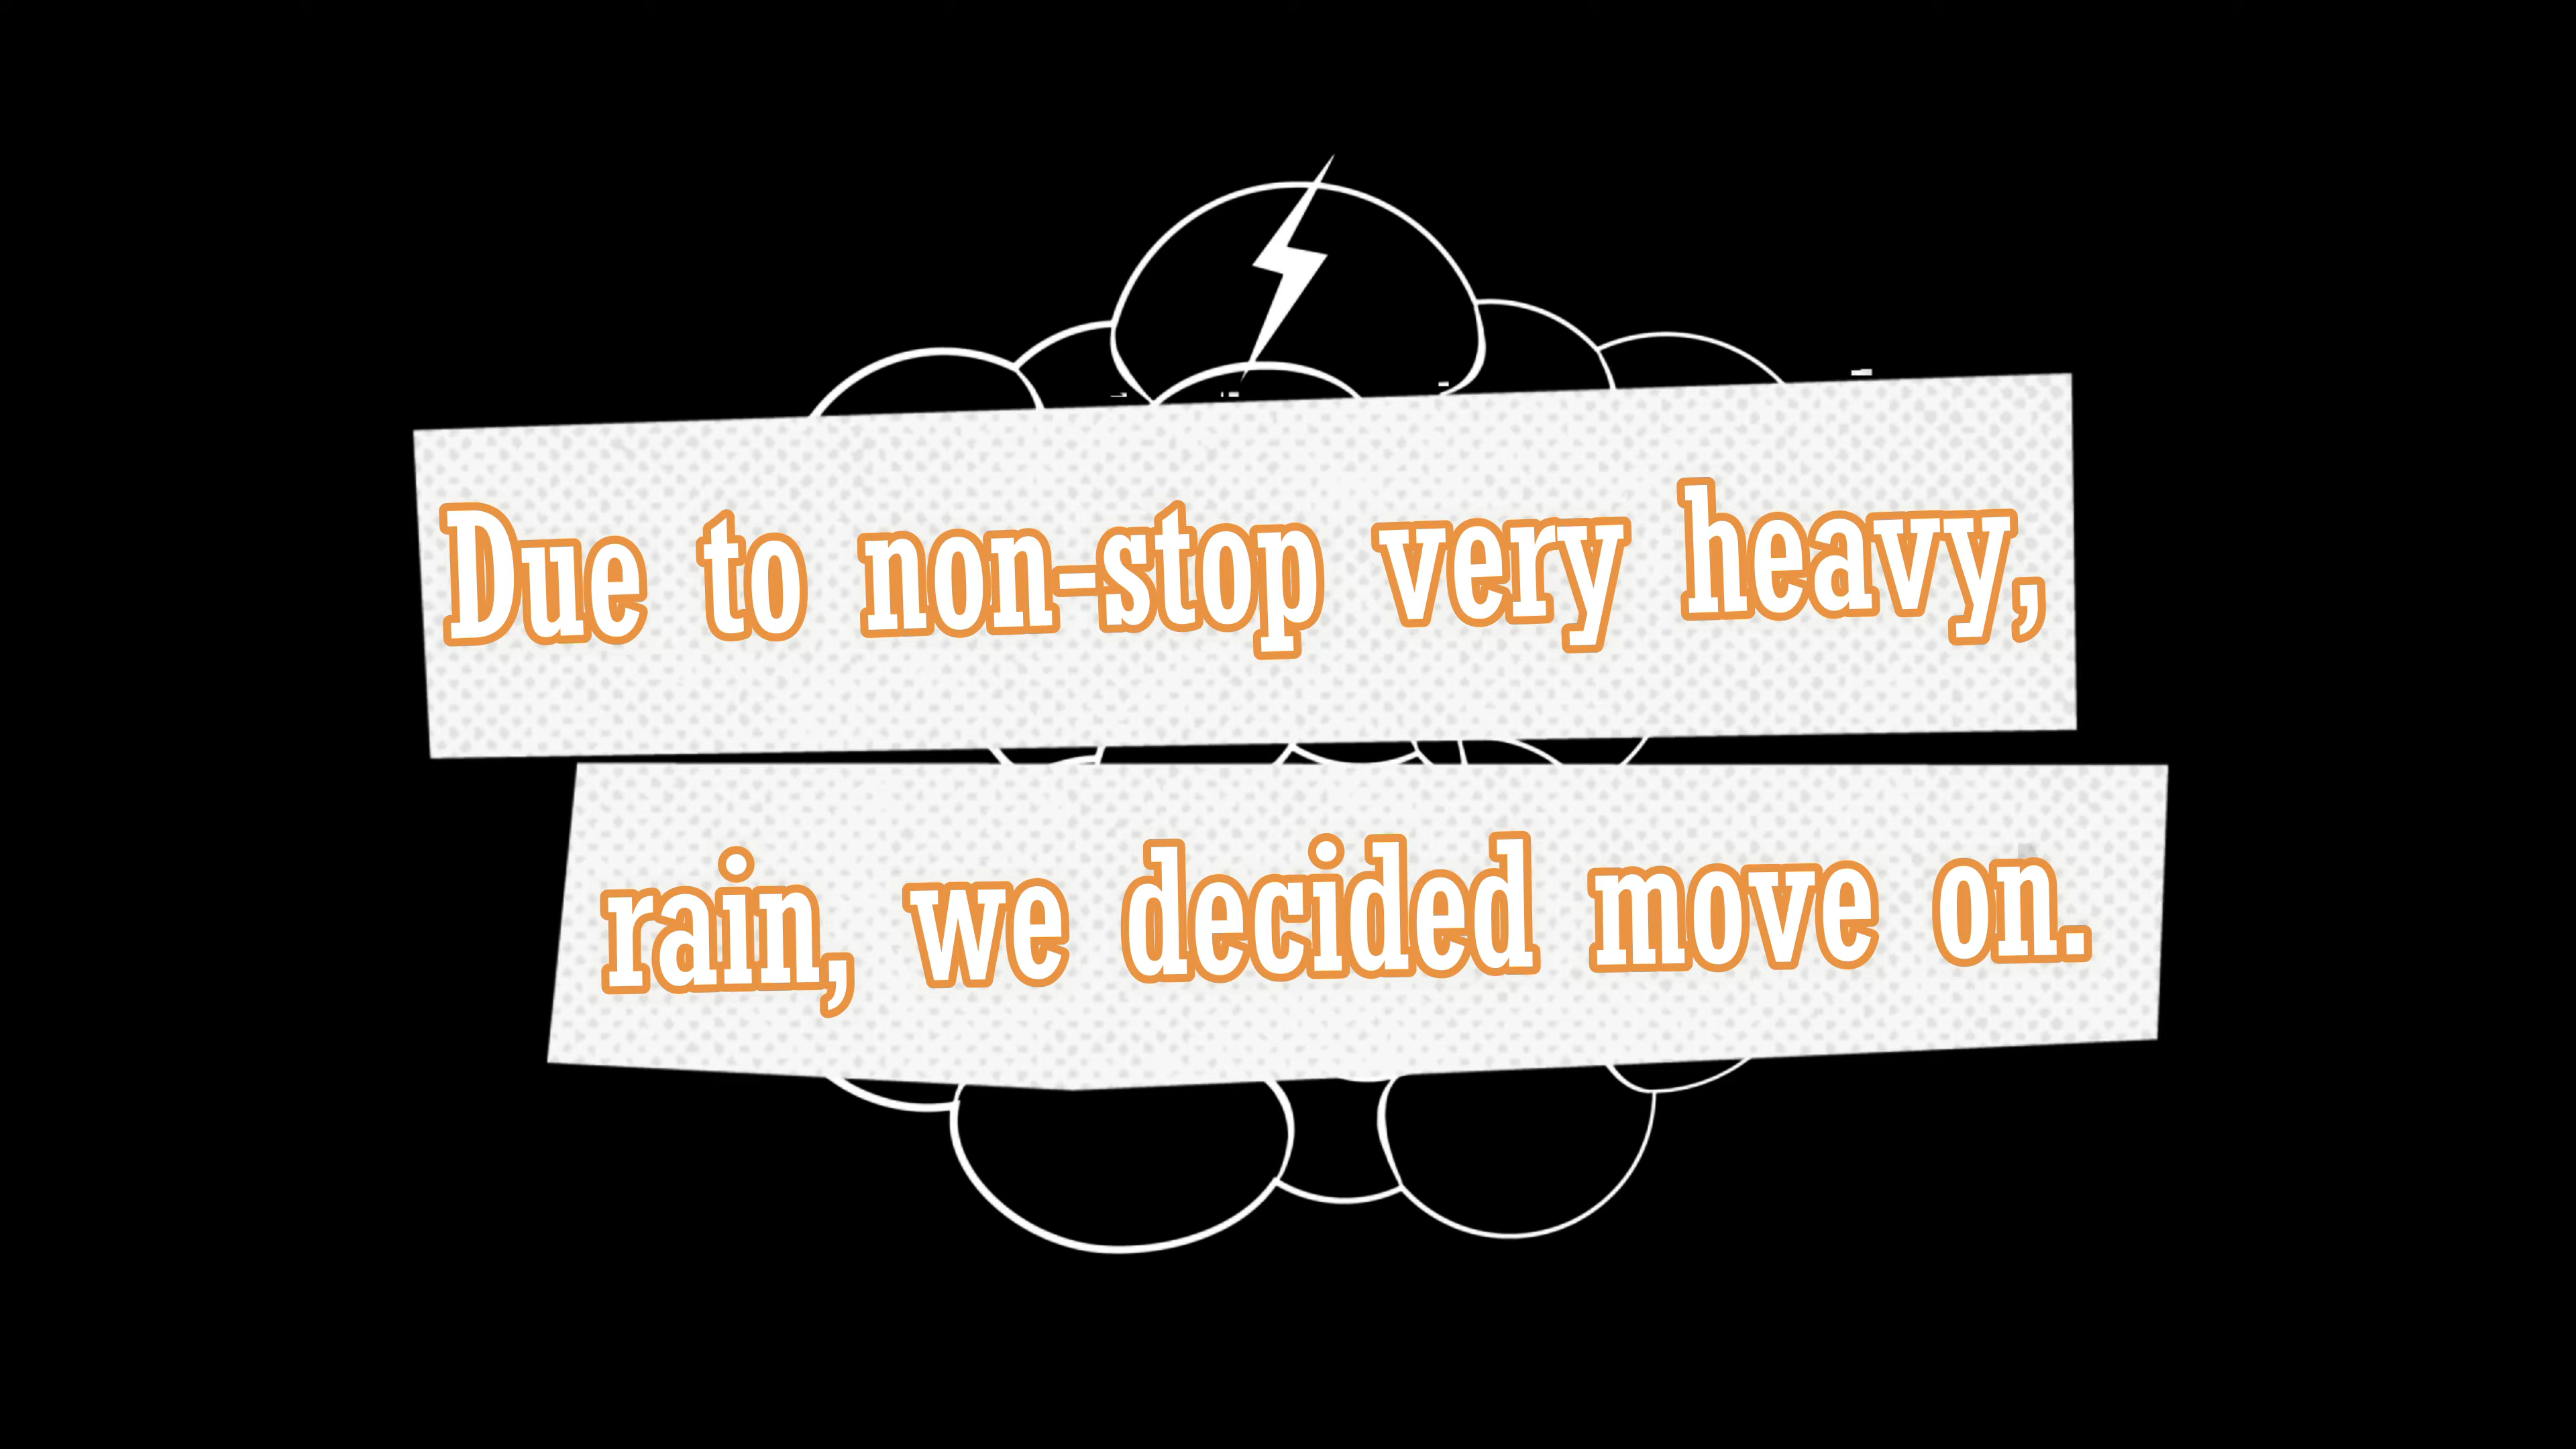 Due to non-stop very heavy,
rain, we decided move on.